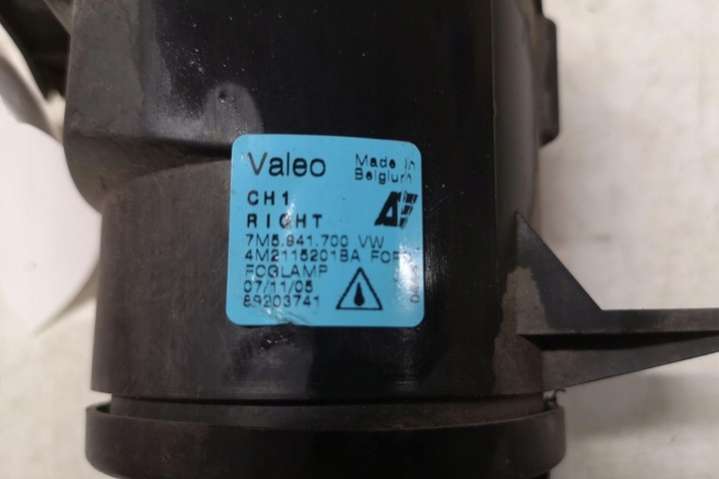 Valeo
Made in
Belgium
CH1
RIGHT
7M5.941.700 VW
4M2115201BA FORD
FOGLAMP
07/11/05
89203741